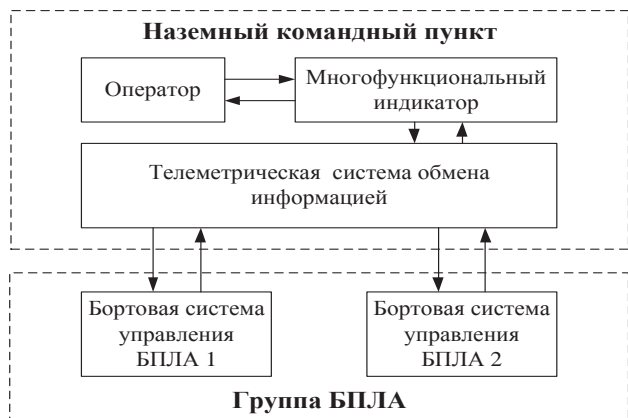 Наземный командный пункт
Оператор
Многофункциональный
индикатор
Телеметрическая система обмена
информацией
Бортовая система
управления
БПЛА 1
Бортовая система
управления
БПЛА 2
Группа БПЛА